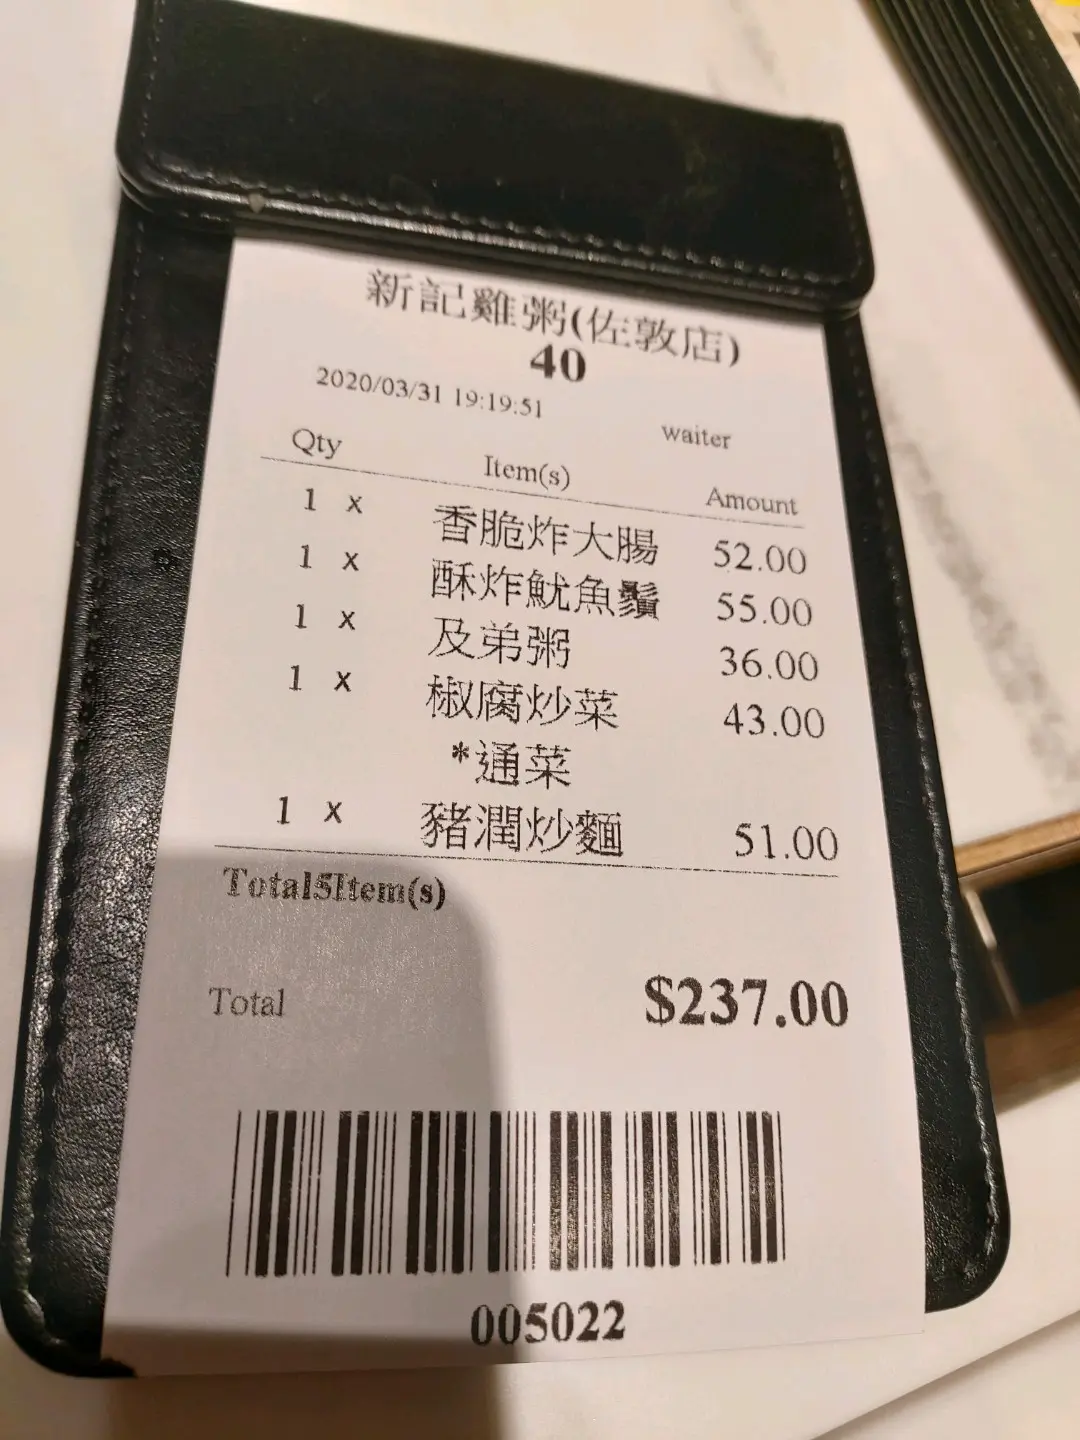 新記雞粥(佐敦店)
40
2020/03/31 19:19:51 waiter
Qty Item(s) Amount
1 x 香脆炸大腸 52.00
1 x 酥炸魷魚鬚 55.00
1 x 及弟粥 36.00
1 x 椒腐炒菜 43.00
*通菜
1 x 豬潤炒麵 51.00
Total5Item(s)
Total $237.00
005022